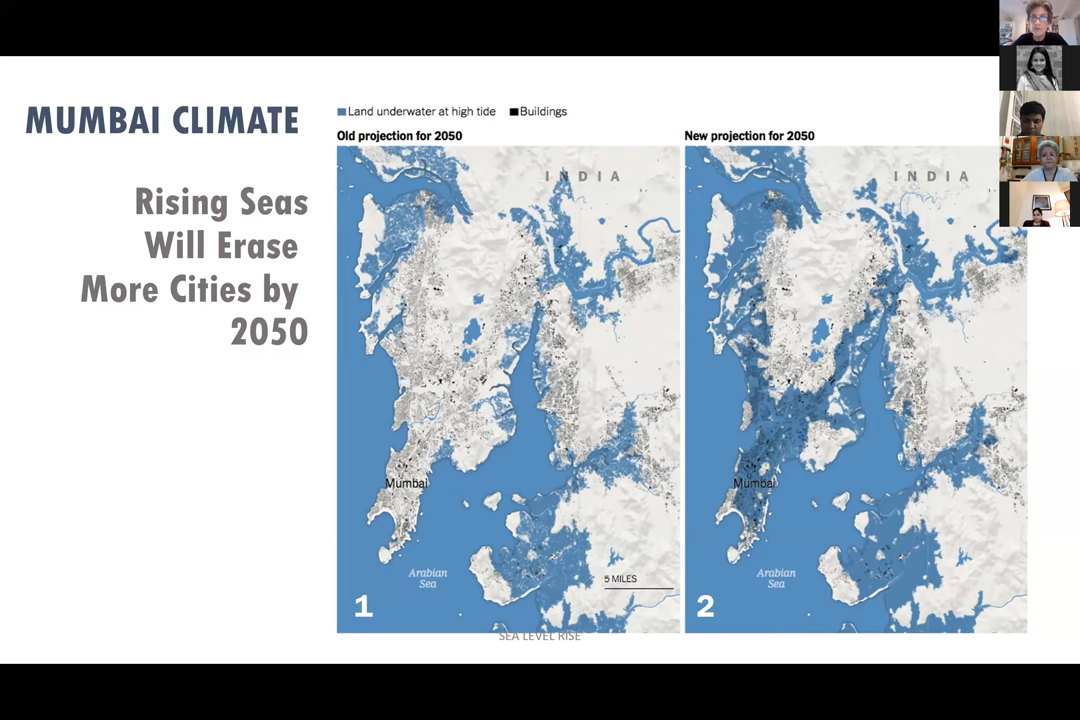 MUMBAI CLIMATE
Rising Seas
Will Erase
More Cities by
2050
Land underwater at high tide
Buildings
Old projection for 2050
New projection for 2050
INDIA
INDIA
Mumbai
Mumbai
Arabian
Sea
5 MILES
Arabian
Sea
1
2
SEA LEVEL RISE